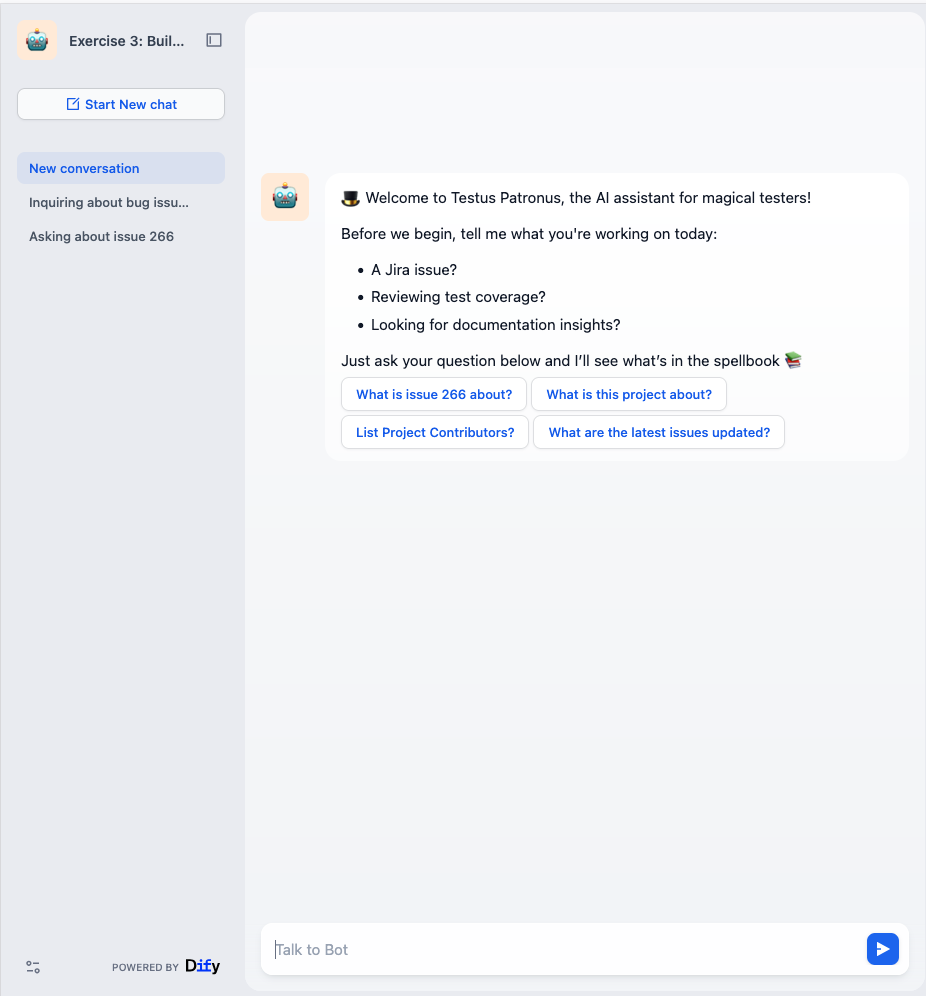 Exercise 3: Buil...
Start New chat
New conversation
Inquiring about bug issu...
Asking about issue 266
🎩 Welcome to Testus Patronus, the AI assistant for magical testers!
Before we begin, tell me what you're working on today:
• A Jira issue?
• Reviewing test coverage?
• Looking for documentation insights?
Just ask your question below and I’ll see what’s in the spellbook 📚
What is issue 266 about?
What is this project about?
List Project Contributors?
What are the latest issues updated?
Talk to Bot
POWERED BY Dify